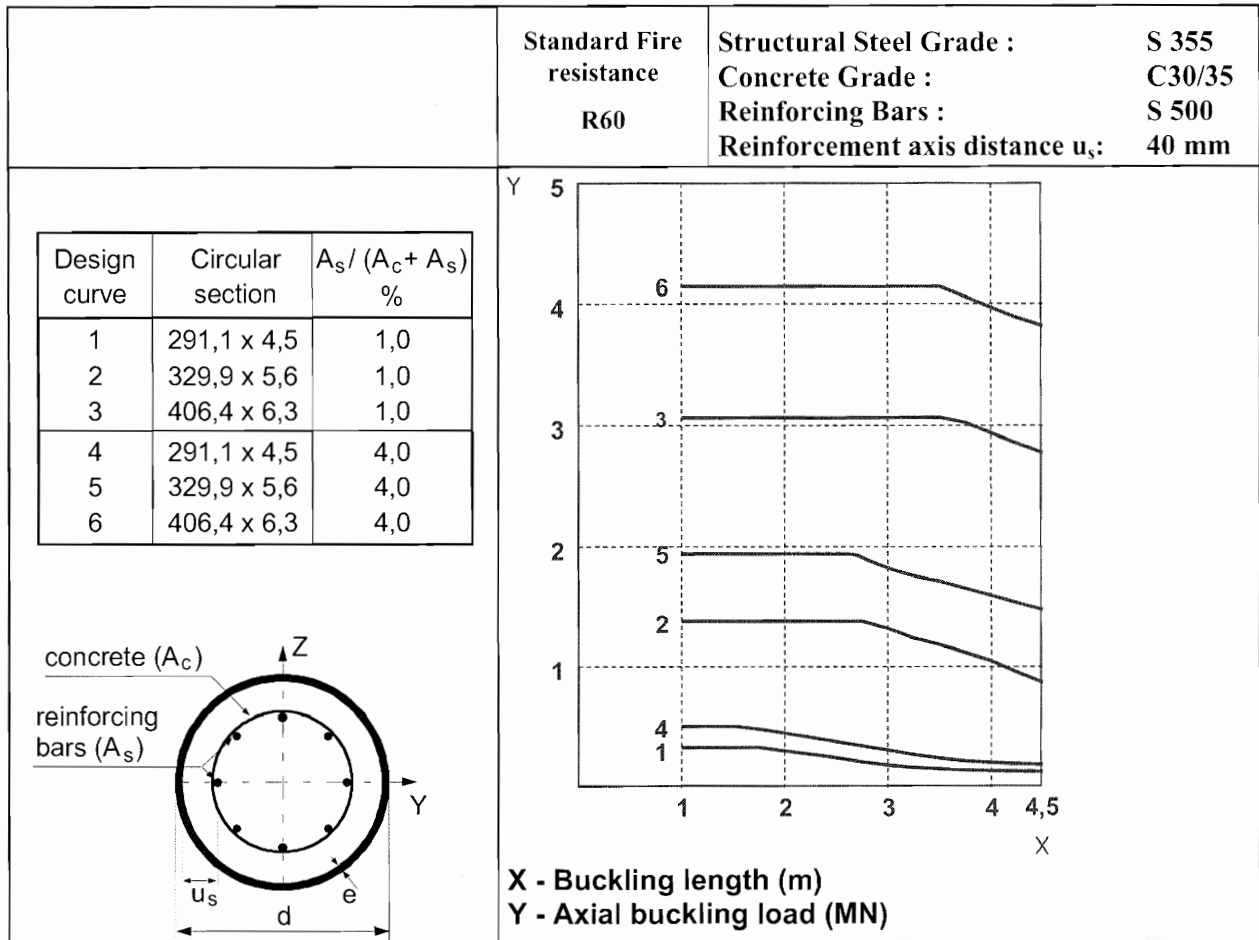 Standard Fire
resistance
R60
Structural Steel Grade : S 355
Concrete Grade : C30/35
Reinforcing Bars : S 500
Reinforcement axis distance uₛ: 40 mm
Design curve Circular section Aₛ/ (A꜀+ Aₛ) %
1 291,1 x 4,5 1,0
2 329,9 x 5,6 1,0
3 406,4 x 6,3 1,0
4 291,1 x 4,5 4,0
5 329,9 x 5,6 4,0
6 406,4 x 6,3 4,0
concrete (A꜀)
reinforcing
bars (Aₛ)
Z
Y
uₛ
e
d
Y
5
4
3
2
1
6
3
5
2
4
1
1 2 3 4 4,5
X
X - Buckling length (m)
Y - Axial buckling load (MN)